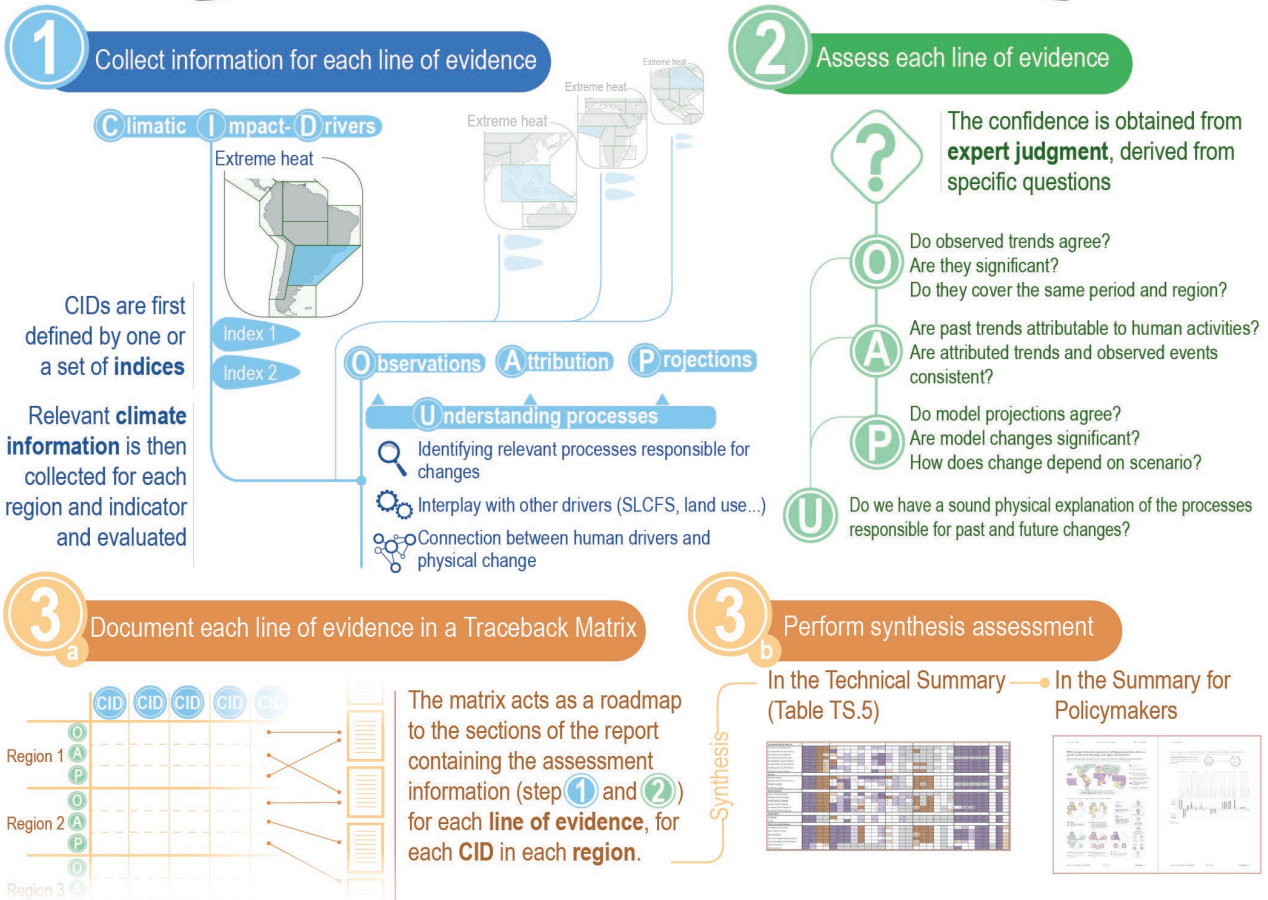 1
Collect information for each line of evidence
Climatic Impact-Drivers
Extreme heat
Extreme heat
Extreme heat
Extreme heat
CIDs are first
defined by one or
a set of indices
Index 1
Index 2
Relevant climate
information is then
collected for each
region and indicator
and evaluated
Observations
Attribution
Projections
Understanding processes
Identifying relevant processes responsible for
changes
Interplay with other drivers (SLCFS, land use...)
Connection between human drivers and
physical change
2
Assess each line of evidence
?
The confidence is obtained from
expert judgment, derived from
specific questions
O
Do observed trends agree?
Are they significant?
Do they cover the same period and region?
A
Are past trends attributable to human activities?
Are attributed trends and observed events
consistent?
P
Do model projections agree?
Are model changes significant?
How does change depend on scenario?
U
Do we have a sound physical explanation of the processes
responsible for past and future changes?
3
a
Document each line of evidence in a Traceback Matrix
CID CID CID CID CID
Region 1
O
A
P
Region 2
O
A
P
Region 3
O
A
The matrix acts as a roadmap
to the sections of the report
containing the assessment
information (step 1 and 2)
for each line of evidence, for
each CID in each region.
3
b
Perform synthesis assessment
Synthesis
In the Technical Summary
(Table TS.5)
In the Summary for
Policymakers